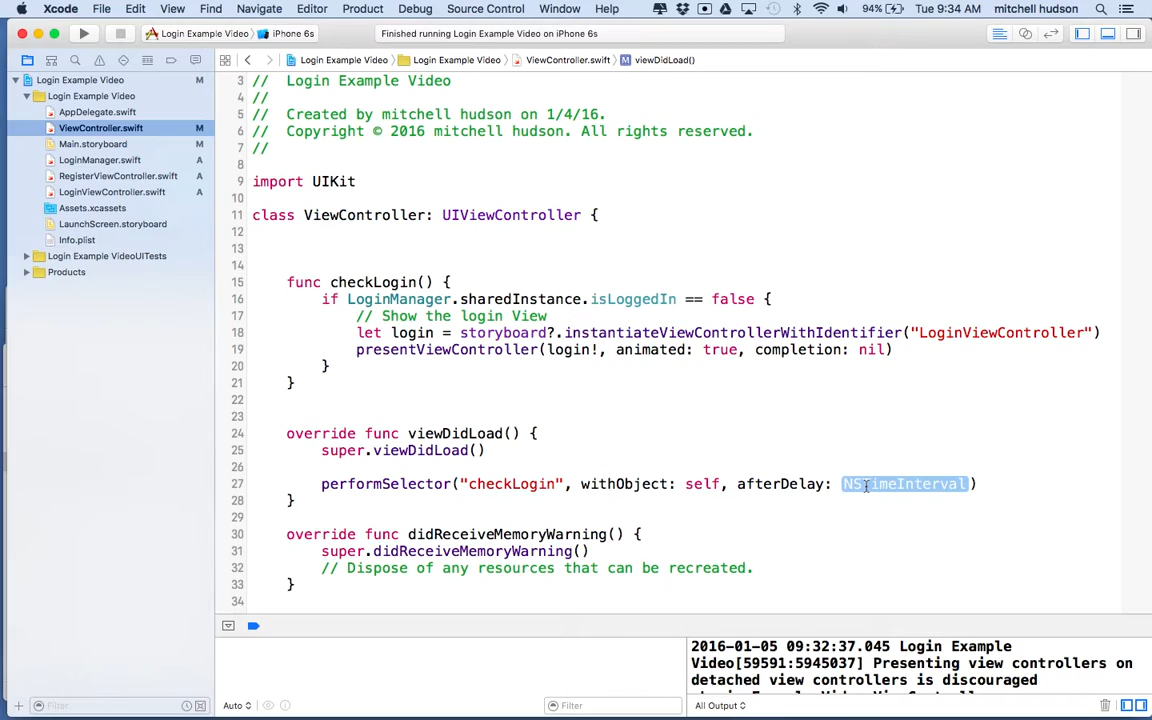 Xcode File Edit View Find Navigate Editor Product Debug Source Control Window Help 94% Tue 9:34 AM mitchell hudson
Login Example Video iPhone 6s Finished running Login Example Video on iPhone 6s
Login Example Video Login Example Video ViewController.swift M viewDidLoad()
Login Example Video M
Login Example Video
AppDelegate.swift
ViewController.swift M
Main.storyboard M
LoginManager.swift A
RegisterViewController.swift A
LoginViewController.swift A
Assets.xcassets
LaunchScreen.storyboard
Info.plist
Login Example VideoUITests
Products
3 // Login Example Video
4 //
5 // Created by mitchell hudson on 1/4/16.
6 // Copyright © 2016 mitchell hudson. All rights reserved.
7 //
8
9 import UIKit
10
11 class ViewController: UIViewController {
12
13
14
15 func checkLogin() {
16 if LoginManager.sharedInstance.isLoggedIn == false {
17 // Show the login View
18 let login = storyboard?.instantiateViewControllerWithIdentifier("LoginViewController")
19 presentViewController(login!, animated: true, completion: nil)
20 }
21 }
22
23
24 override func viewDidLoad() {
25 super.viewDidLoad()
26
27 performSelector("checkLogin", withObject: self, afterDelay: NSTimeInterval)
28 }
29
30 override func didReceiveMemoryWarning() {
31 super.didReceiveMemoryWarning()
32 // Dispose of any resources that can be recreated.
33 }
34
2016-01-05 09:32:37.045 Login Example
Video[59591:5945037] Presenting view controllers on
detached view controllers is discouraged
Filter Auto Filter All Output